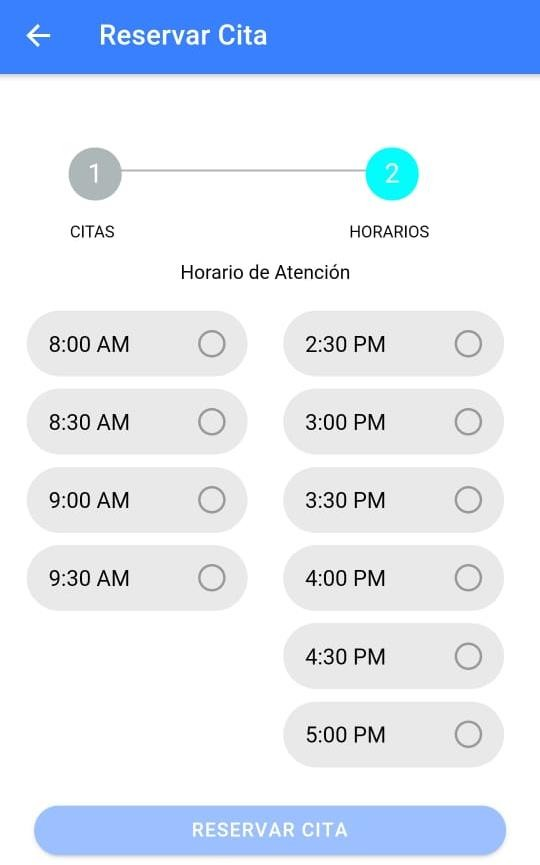 Reservar Cita
1
2
CITAS
HORARIOS
Horario de Atención
8:00 AM
2:30 PM
8:30 AM
3:00 PM
9:00 AM
3:30 PM
9:30 AM
4:00 PM
4:30 PM
5:00 PM
RESERVAR CITA